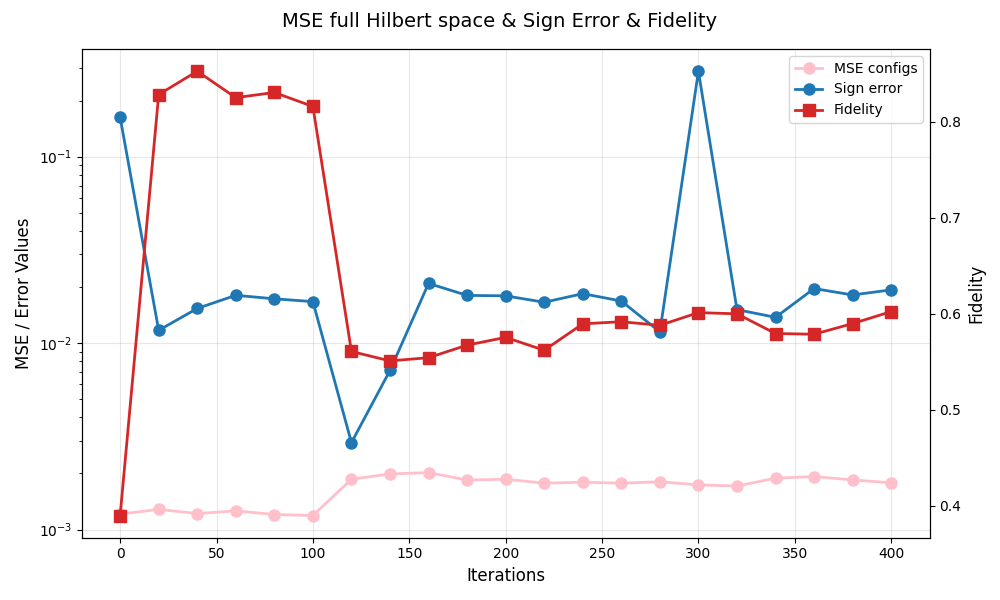 MSE full Hilbert space & Sign Error & Fidelity
MSE configs
Sign error
Fidelity
MSE / Error Values
10⁻¹
10⁻²
10⁻³
0.8
0.7
0.6
0.5
0.4
Fidelity
0 50 100 150 200 250 300 350 400
Iterations